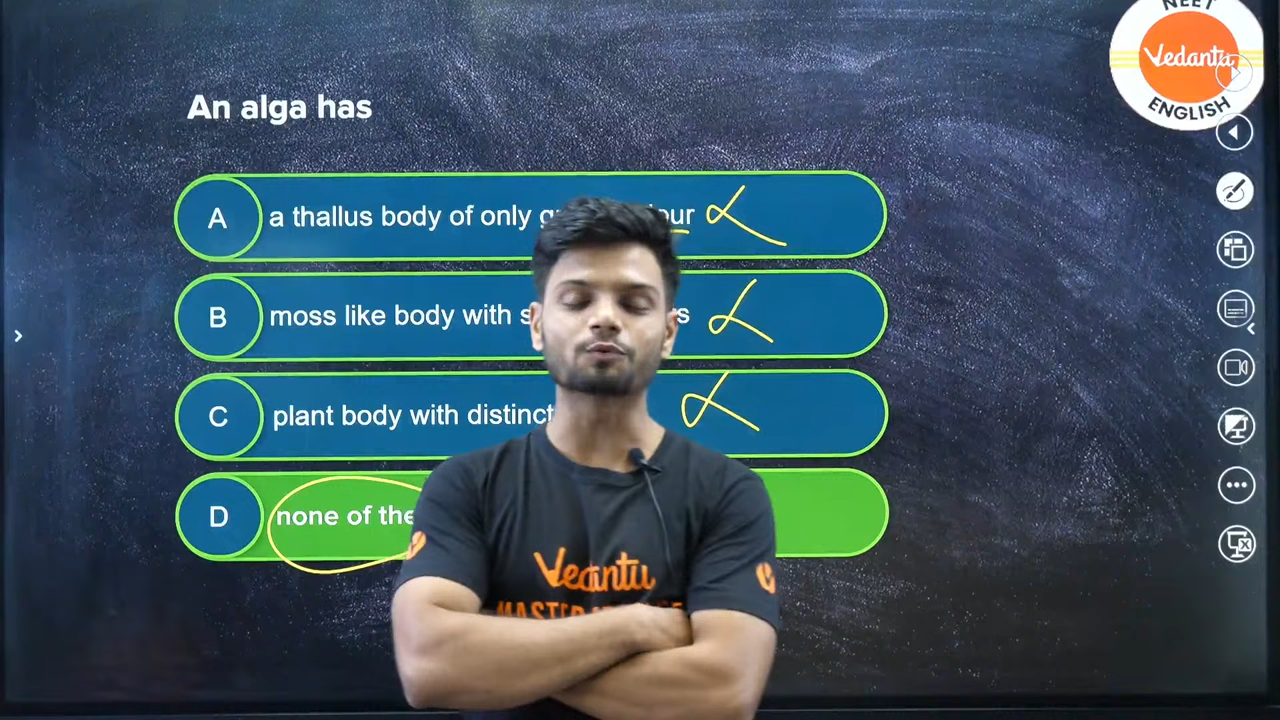 NEET
Vedantu
ENGLISH
An alga has
A
a thallus body of only
B
moss like body with
C
plant body with distinct
D
none of the
Vedantu